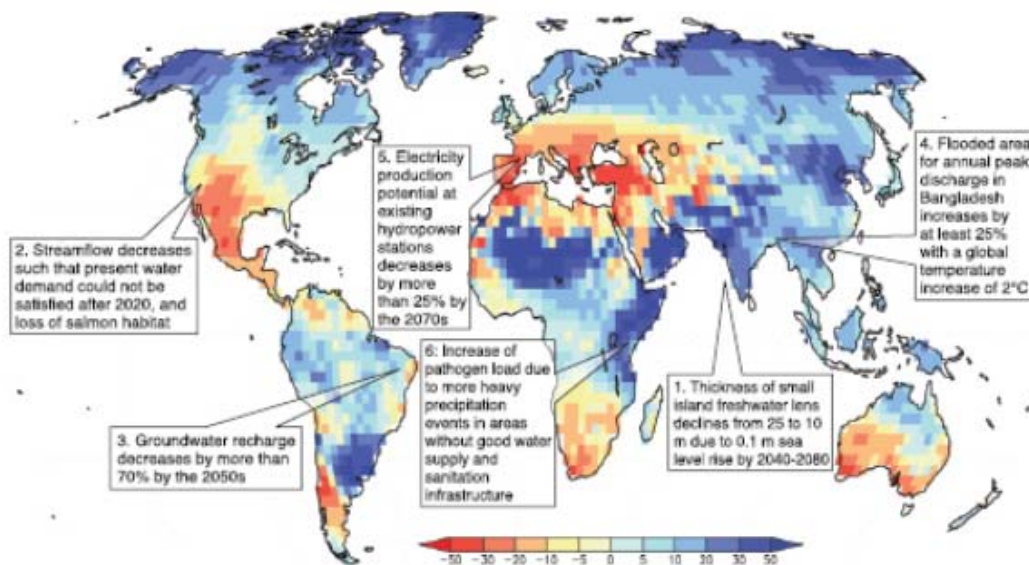 5. Electricity
production
potential at
existing
hydropower
stations
decreases
by more
than 25% by
the 2070s
4. Flooded area
for annual peak
discharge in
Bangladesh
increases by
at least 25%
with a global
temperature
increase of 2°C
2. Streamflow decreases
such that present water
demand could not be
satisfied after 2020, and
loss of salmon habitat
6: Increase of
pathogen load due
to more heavy
precipitation
events in areas
without good water
supply and
sanitation
infrastructure
1. Thickness of small
island freshwater lens
declines from 25 to 10
m due to 0.1 m sea
level rise by 2040-2080
3. Groundwater recharge
decreases by more than
70% by the 2050s
-50 -30 -20 -10 -5 0 5 10 20 30 50